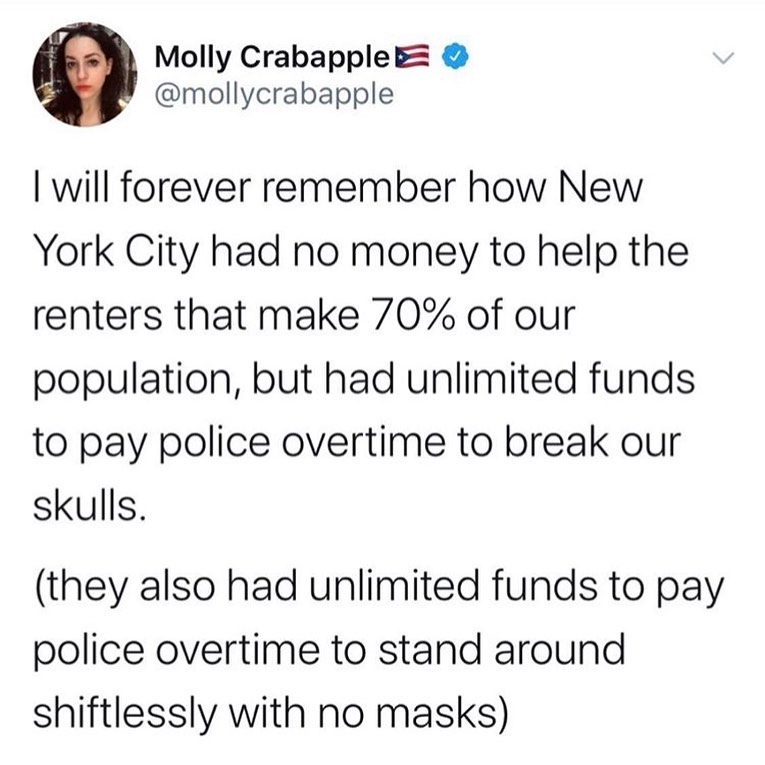 Molly Crabapple🇵🇷
@mollycrabapple
I will forever remember how New
York City had no money to help the
renters that make 70% of our
population, but had unlimited funds
to pay police overtime to break our
skulls.
(they also had unlimited funds to pay
police overtime to stand around
shiftlessly with no masks)